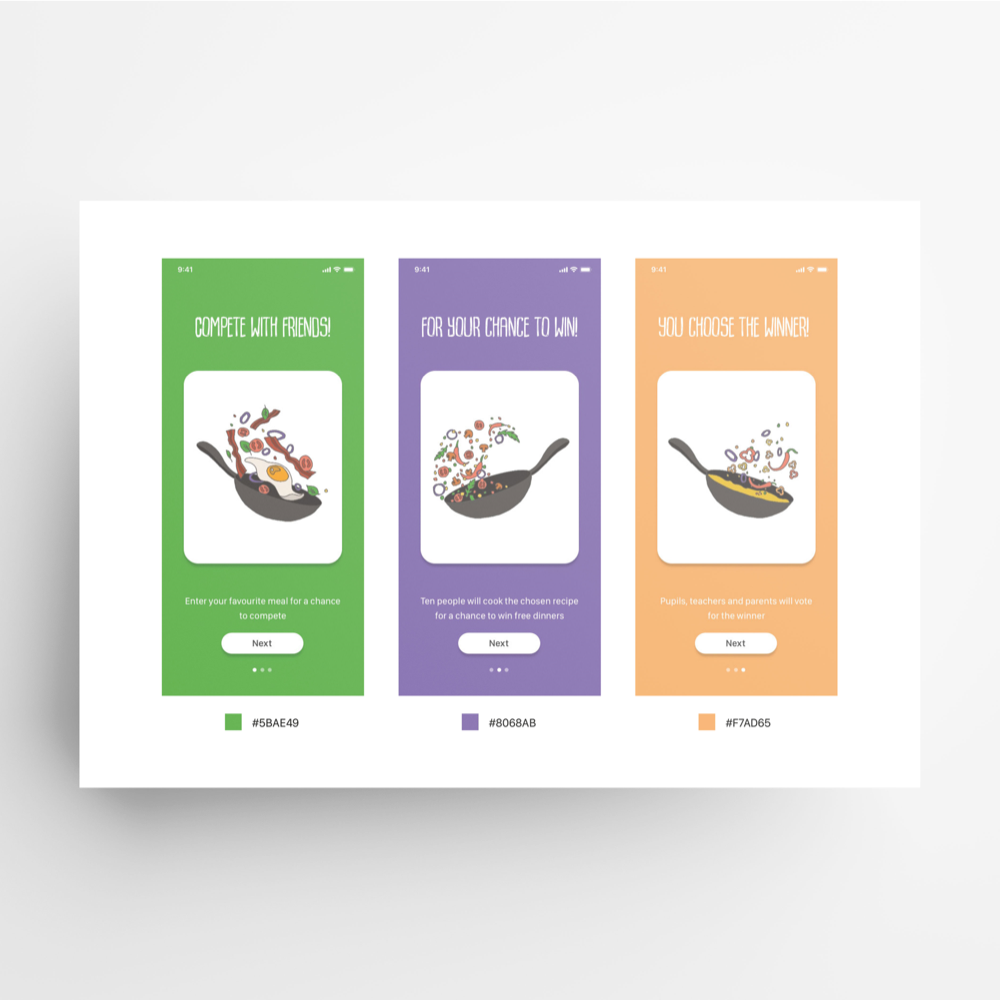 9:41
COMPETE WITH FRIENDS!
Enter your favourite meal for a chance
to compete
Next
#5BAE49
9:41
FOR YOUR CHANCE TO WIN!
Ten people will cook the chosen recipe
for a chance to win free dinners
Next
#8068AB
9:41
YOU CHOOSE THE WINNER!
Pupils, teachers and parents will vote
for the winner
Next
#F7AD65